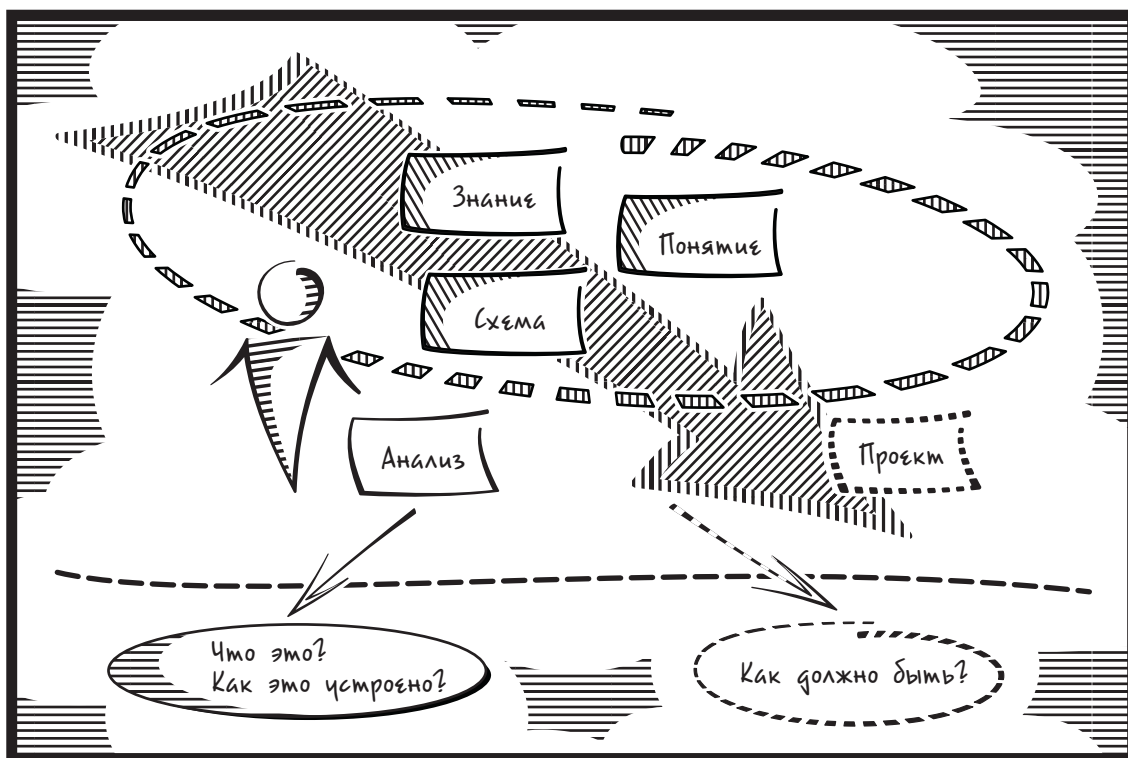 Знание
Понятие
Схема
Анализ
Проект
Что это?
Как это устроено?
Как должно быть?